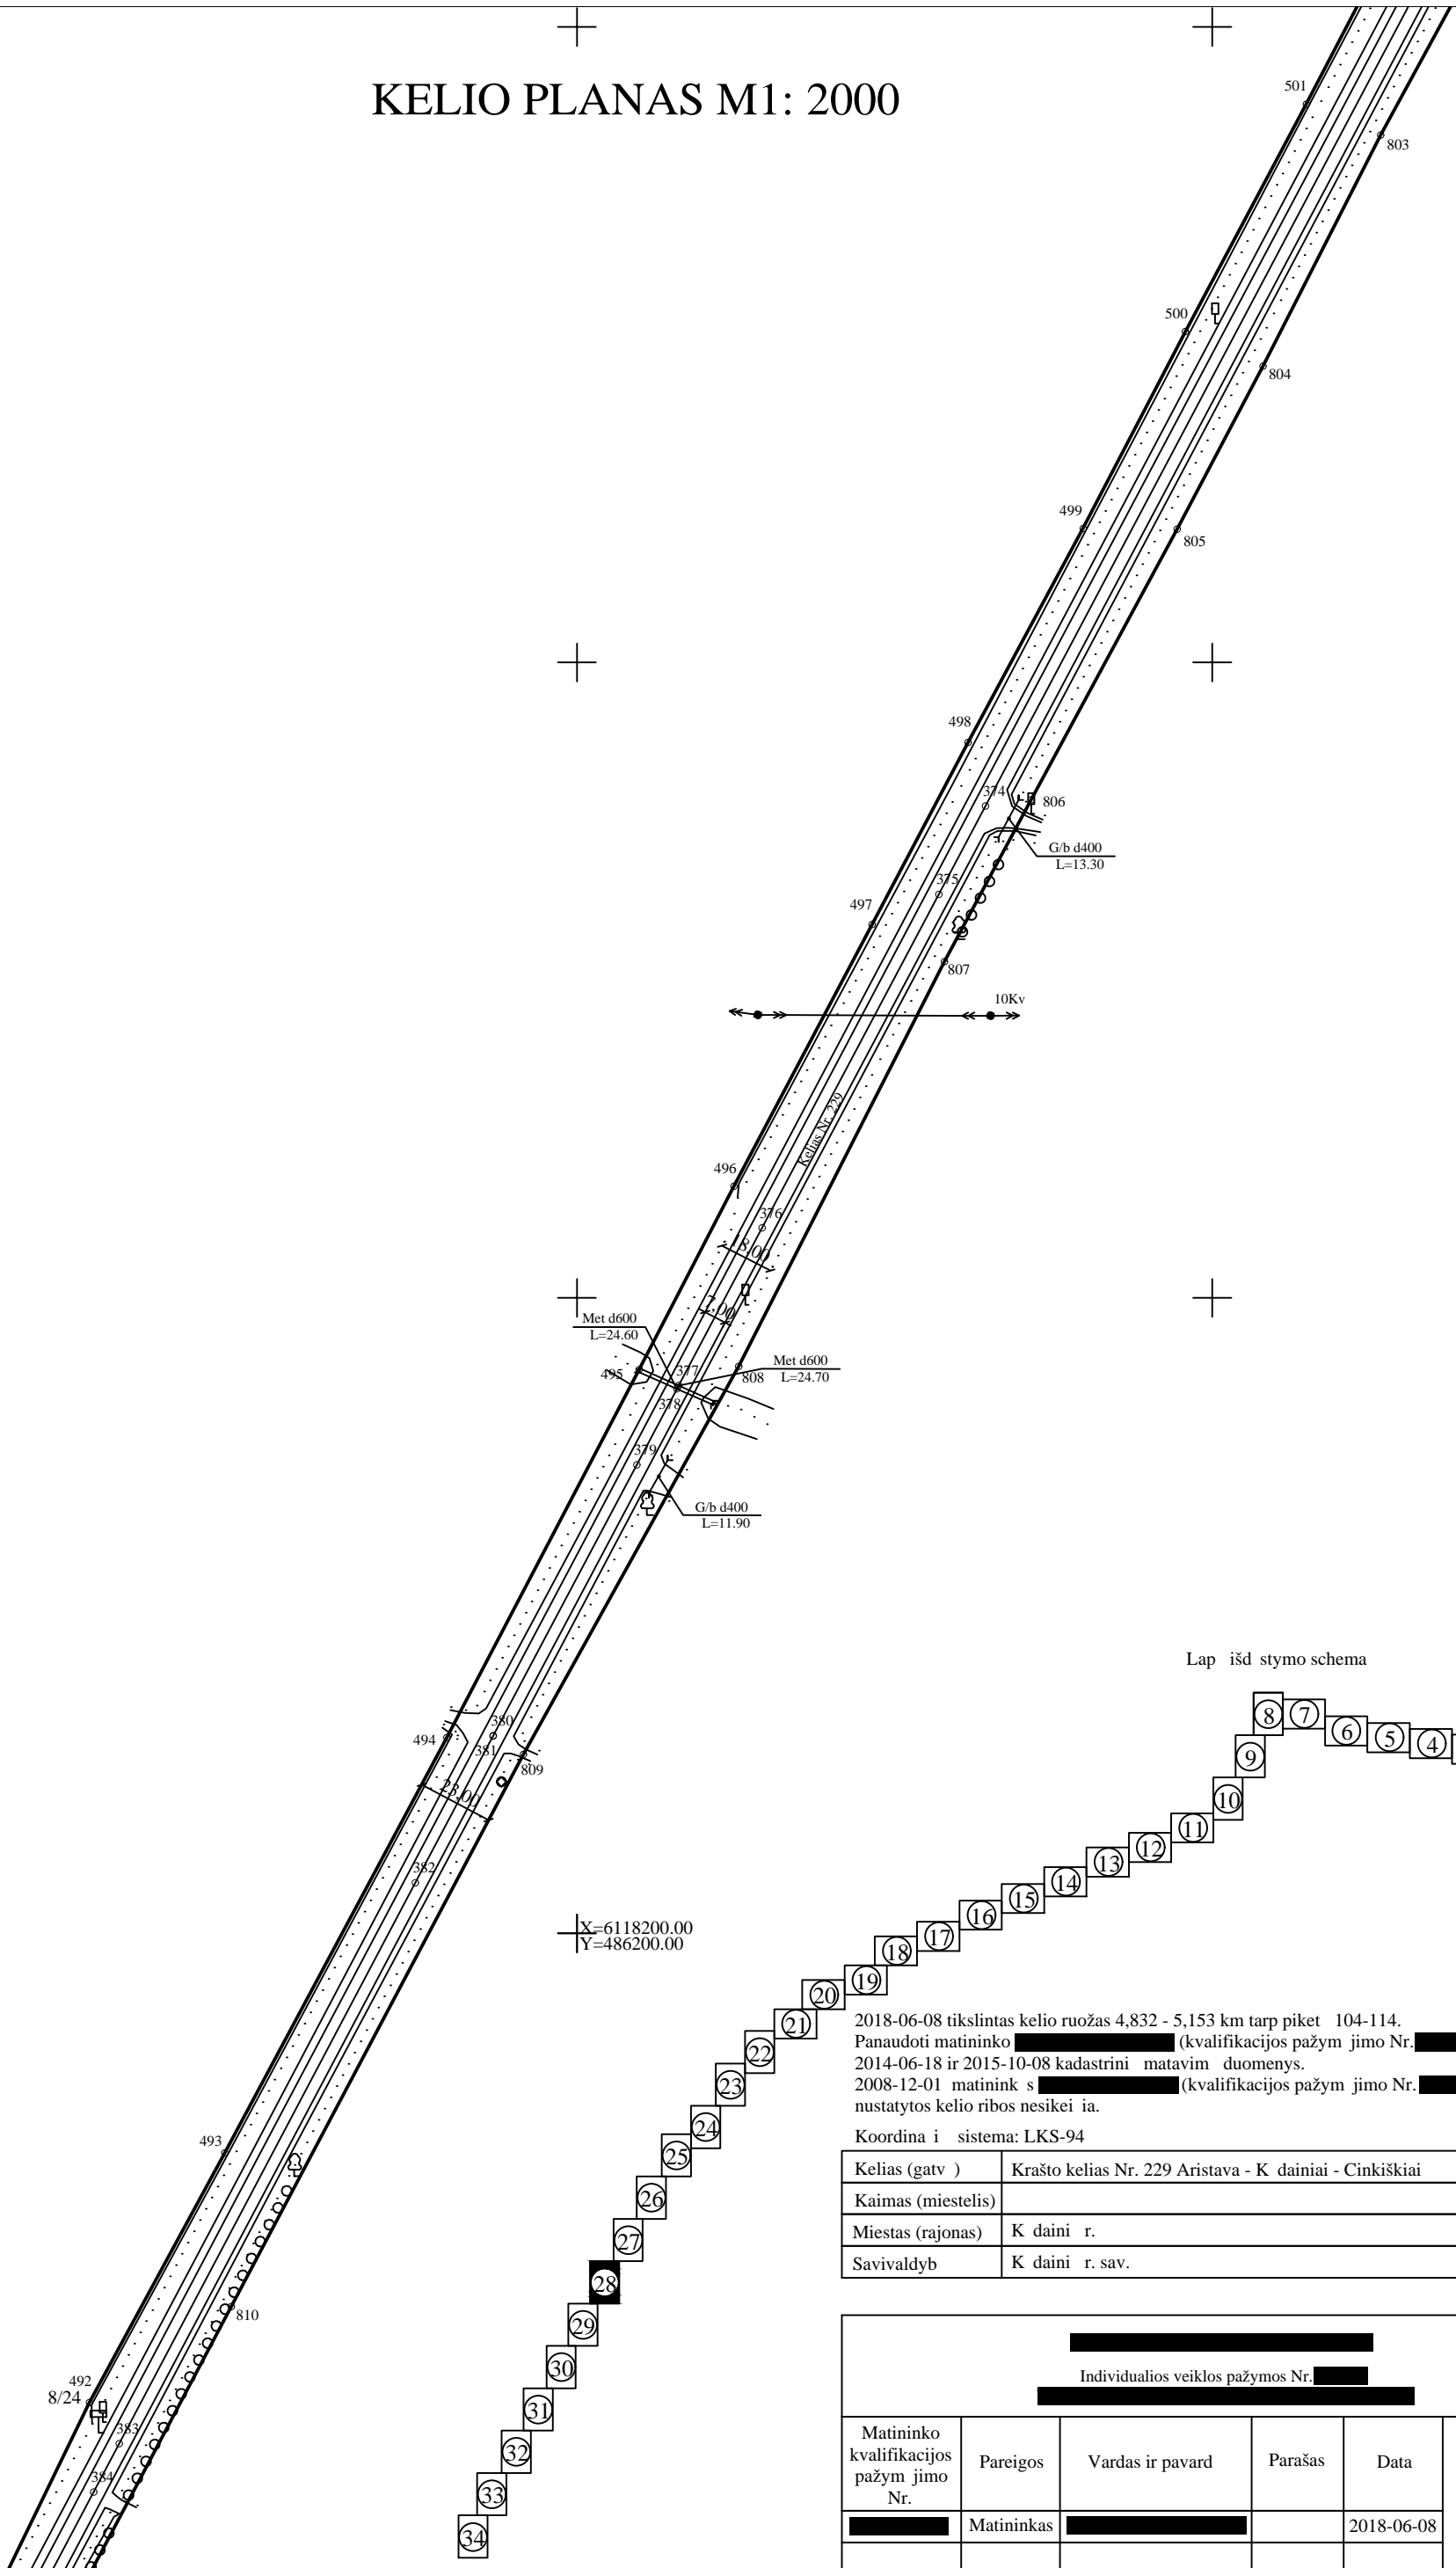 KELIO PLANAS M1: 2000
501
803
500
804
499
805
498
374
806
G/b d400
L=13.30
375
497
807
10Kv
Kelias Nr. 229
496
376
18,00
7,00
Met d600
L=24.60
495
377
378
808
Met d600
L=24.70
379
G/b d400
L=11.90
494
380
381
809
23,00
382
X=6118200.00
Y=486200.00
493
810
492
8/24
383
384
Lap išd stymo schema
8
7
6
5
4
9
10
11
12
13
14
15
16
17
18
19
20
21
22
23
24
25
26
27
28
29
30
31
32
33
34
2018-06-08 tikslintas kelio ruožas 4,832 - 5,153 km tarp piket 104-114.
Panaudoti matininko (kvalifikacijos pažym jimo Nr.
2014-06-18 ir 2015-10-08 kadastrini matavim duomenys.
2008-12-01 matinink s (kvalifikacijos pažym jimo Nr.
nustatytos kelio ribos nesikei ia.
Koordina i sistema: LKS-94
Kelias (gatv ) Krašto kelias Nr. 229 Aristava - K dainiai - Cinkiškiai
Kaimas (miestelis)
Miestas (rajonas) K daini r.
Savivaldyb K daini r. sav.
Individualios veiklos pažymos Nr.
Matininko
kvalifikacijos
pažym jimo
Nr.
Pareigos
Vardas ir pavard
Parašas
Data
Matininkas
2018-06-08